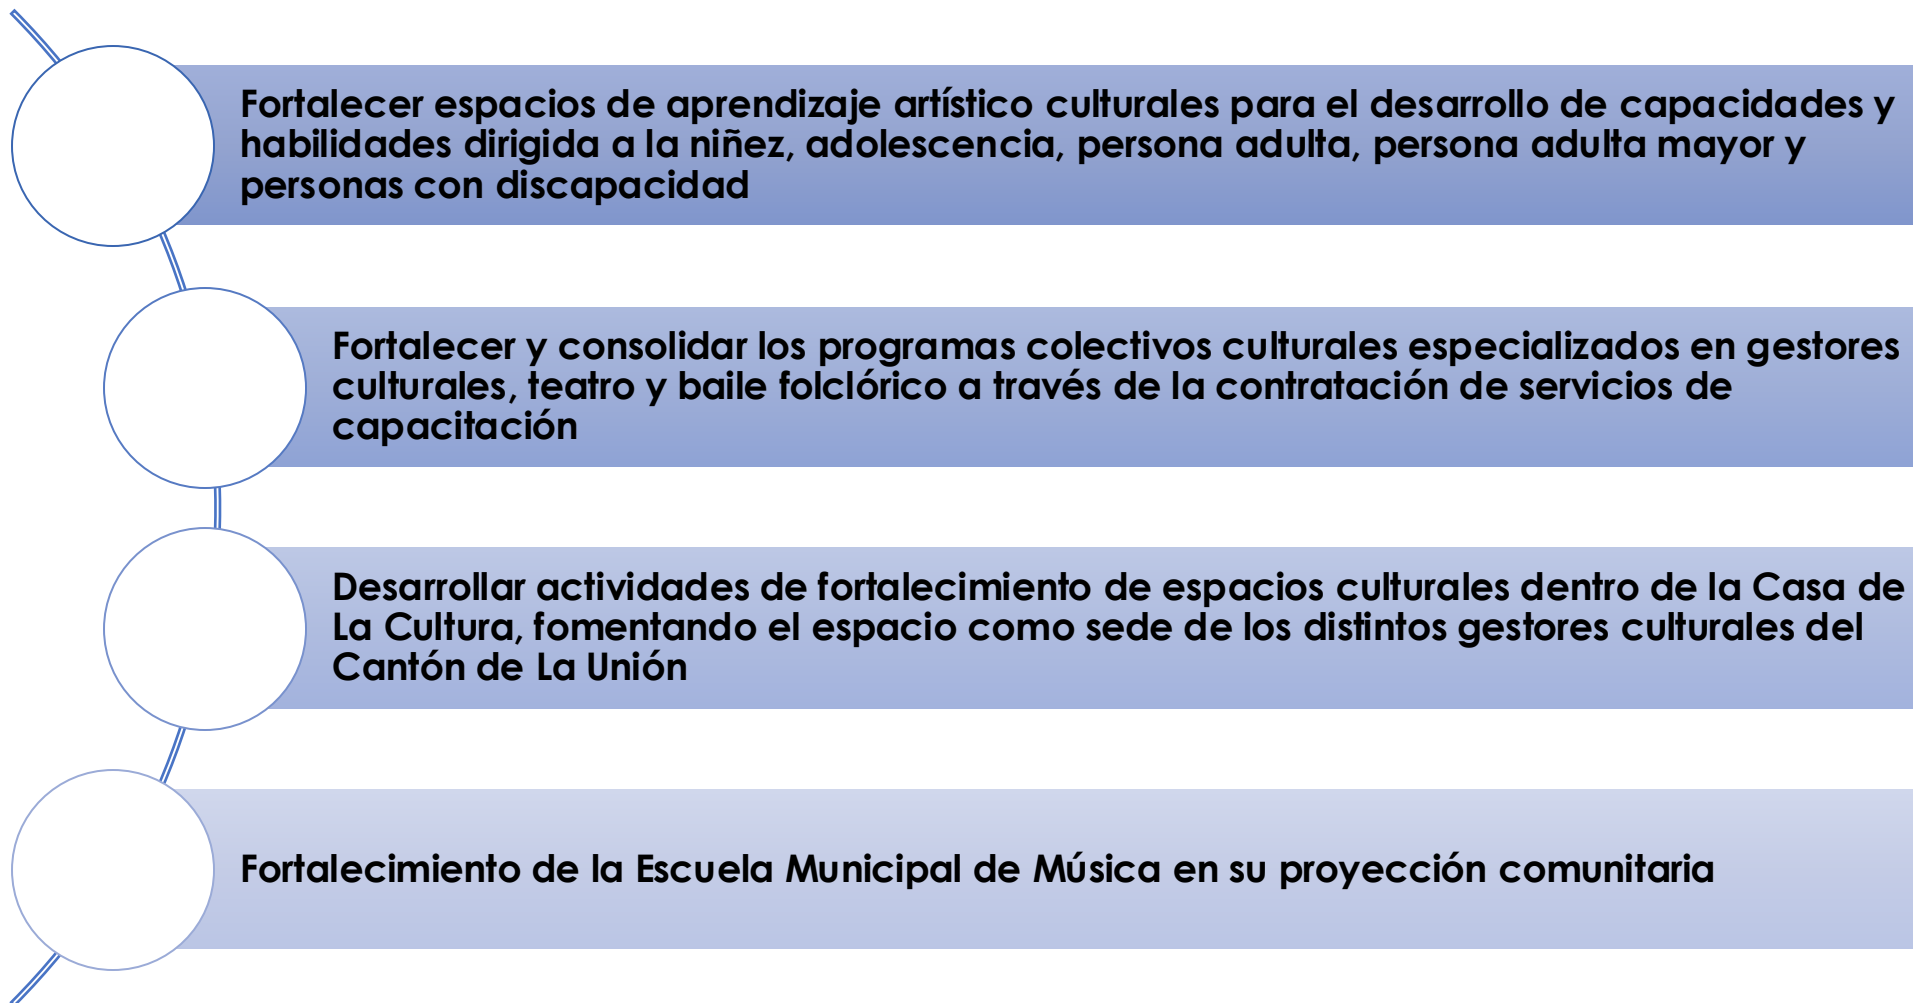 Fortalecer espacios de aprendizaje artístico culturales para el desarrollo de capacidades y
habilidades dirigida a la niñez, adolescencia, persona adulta, persona adulta mayor y
personas con discapacidad
Fortalecer y consolidar los programas colectivos culturales especializados en gestores
culturales, teatro y baile folclórico a través de la contratación de servicios de
capacitación
Desarrollar actividades de fortalecimiento de espacios culturales dentro de la Casa de
La Cultura, fomentando el espacio como sede de los distintos gestores culturales del
Cantón de La Unión
Fortalecimiento de la Escuela Municipal de Música en su proyección comunitaria